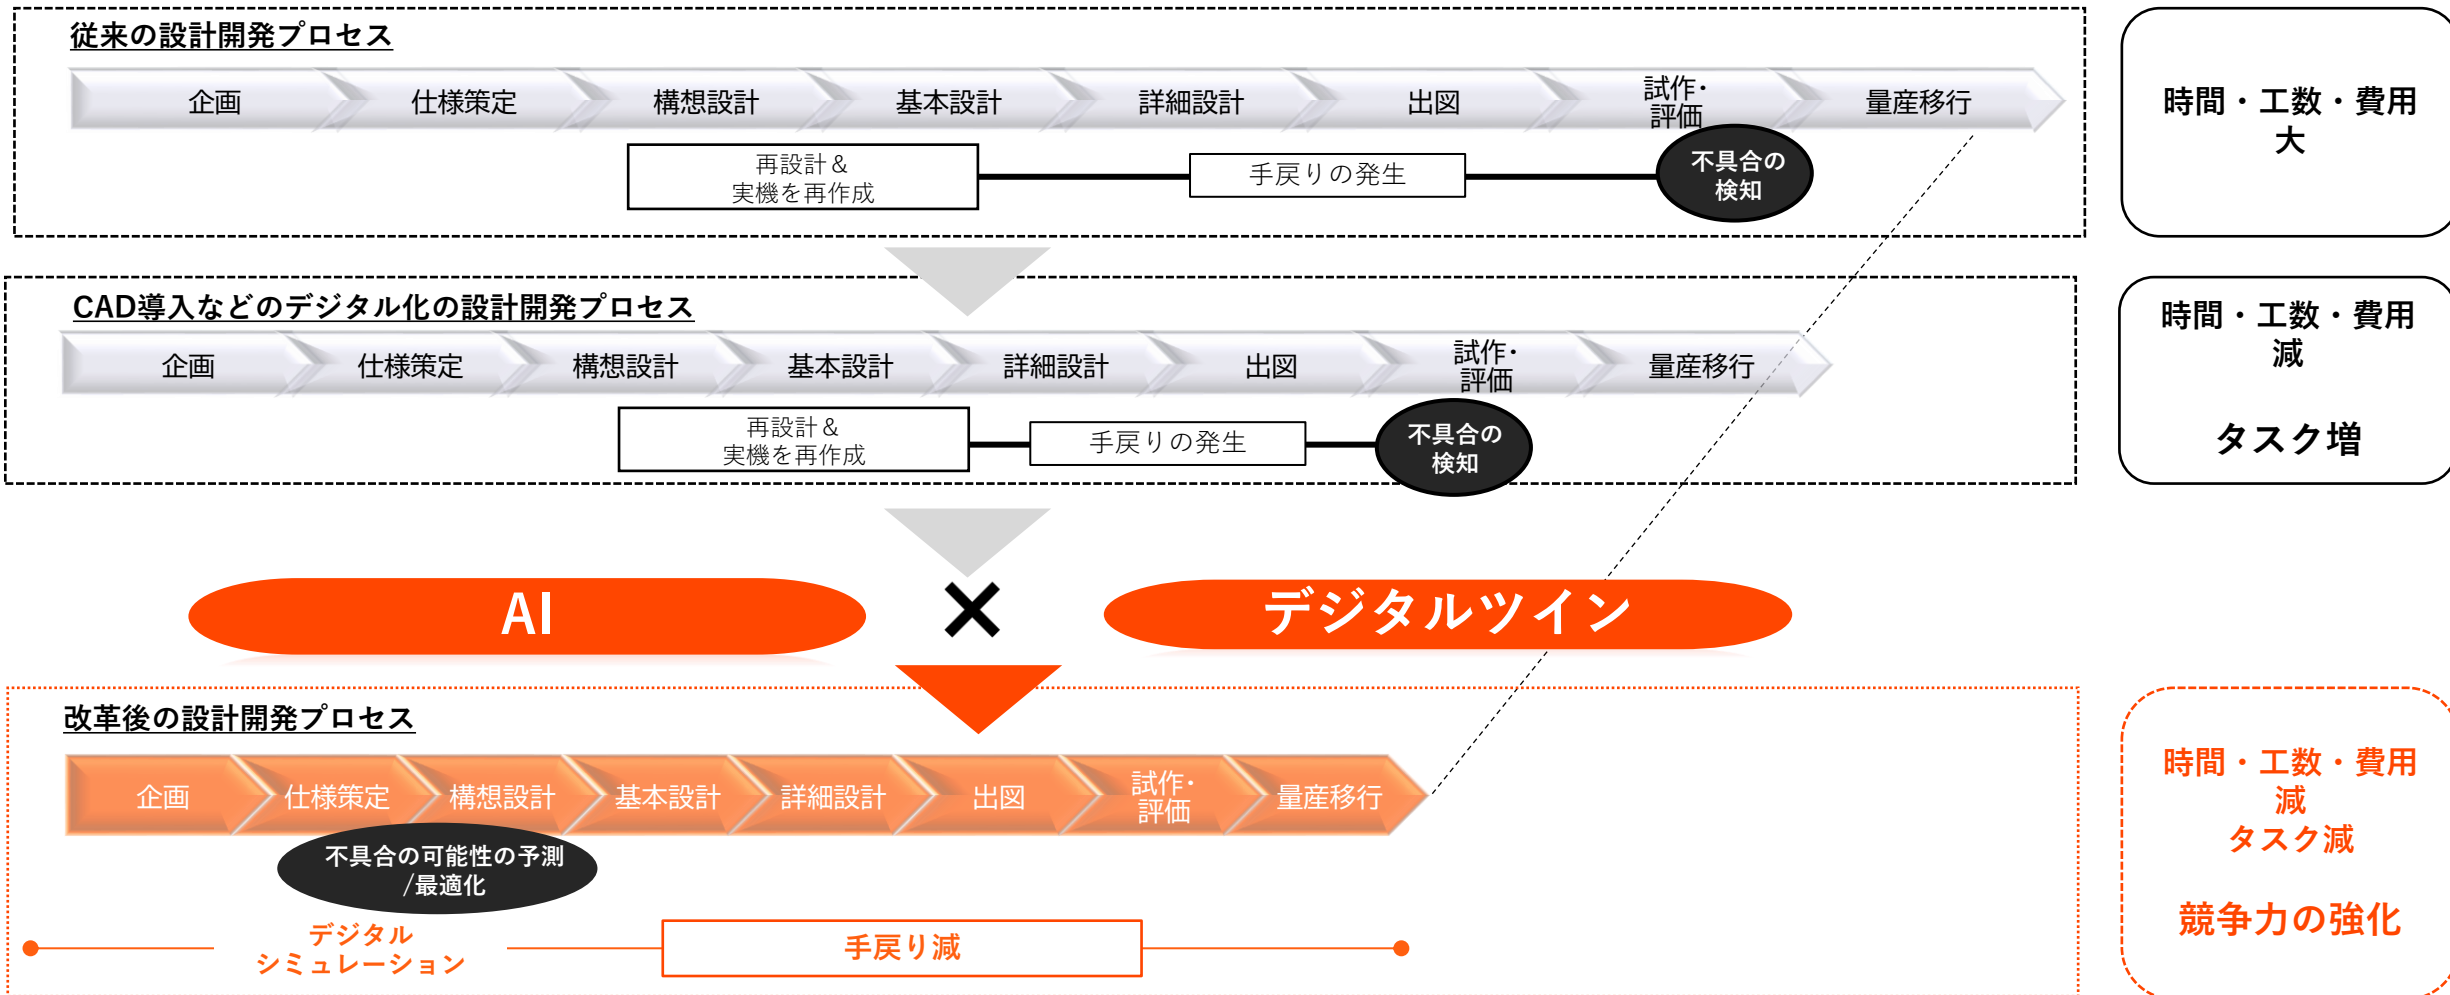 従来の設計開発プロセス
企画
仕様策定
構想設計
基本設計
詳細設計
出図
試作・
評価
量産移行
再設計＆
実機を再作成
手戻りの発生
不具合の
検知
時間・工数・費用
大
CAD導入などのデジタル化の設計開発プロセス
企画
仕様策定
構想設計
基本設計
詳細設計
出図
試作・
評価
量産移行
再設計＆
実機を再作成
手戻りの発生
不具合の
検知
時間・工数・費用
減
タスク増
AI
×
デジタルツイン
改革後の設計開発プロセス
企画
仕様策定
構想設計
基本設計
詳細設計
出図
試作・
評価
量産移行
不具合の可能性の予測
/最適化
デジタル
シミュレーション
手戻り減
時間・工数・費用
減
タスク減
競争力の強化